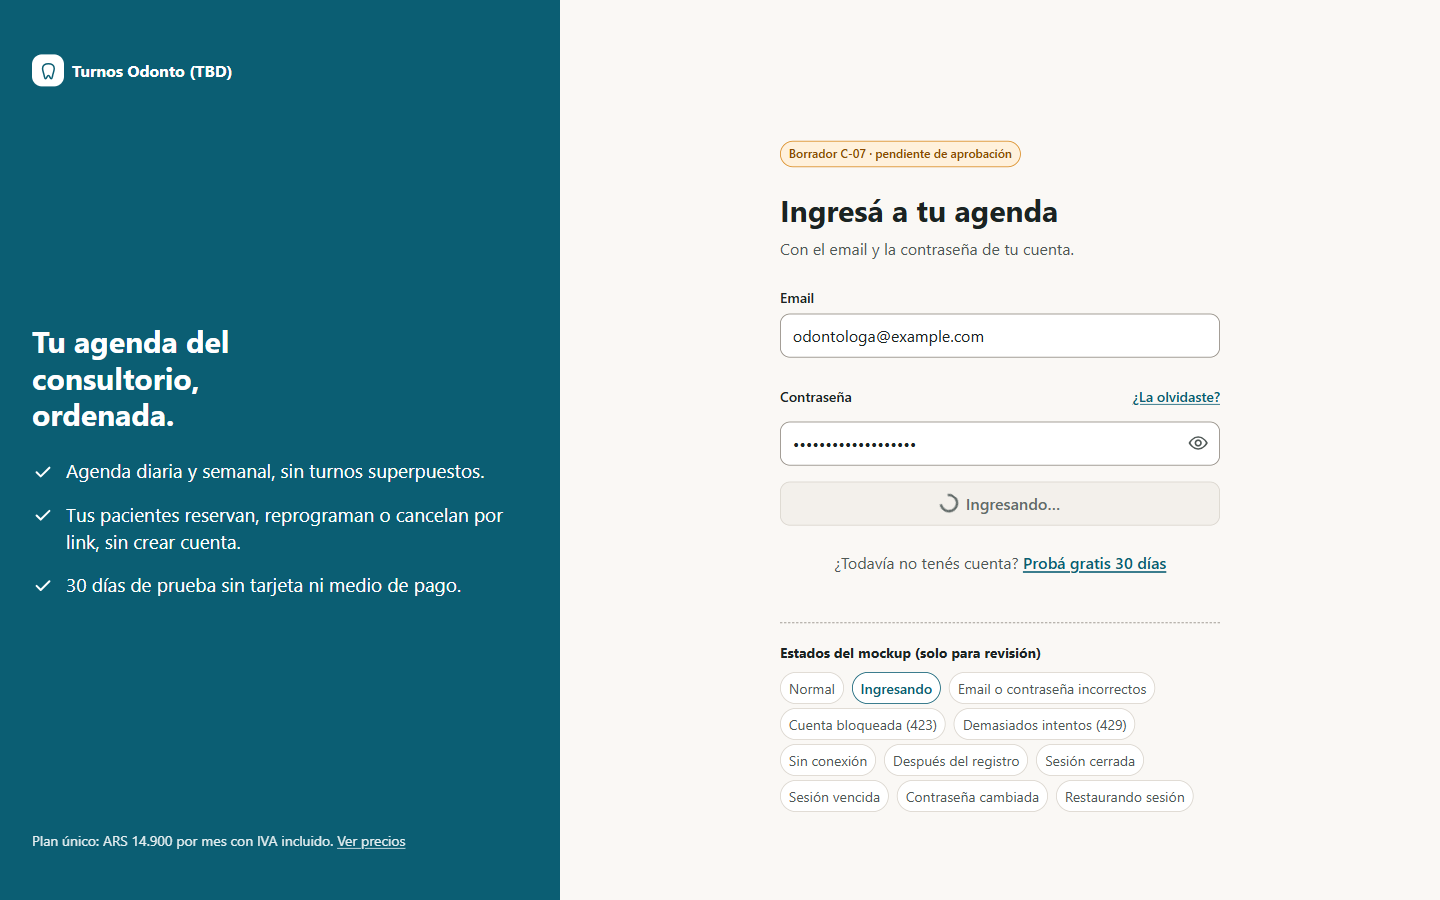 Turnos Odonto (TBD)
Tu agenda del
consultorio,
ordenada.
Agenda diaria y semanal, sin turnos superpuestos.
Tus pacientes reservan, reprograman o cancelan por
link, sin crear cuenta.
30 días de prueba sin tarjeta ni medio de pago.
Plan único: ARS 14.900 por mes con IVA incluido. Ver precios
Borrador C-07 · pendiente de aprobación
Ingresá a tu agenda
Con el email y la contraseña de tu cuenta.
Email
odontologa@example.com
Contraseña ¿La olvidaste?
•••••••••••••••••••
Ingresando...
¿Todavía no tenés cuenta? Probá gratis 30 días
Estados del mockup (solo para revisión)
Normal Ingresando Email o contraseña incorrectos
Cuenta bloqueada (423) Demasiados intentos (429)
Sin conexión Después del registro Sesión cerrada
Sesión vencida Contraseña cambiada Restaurando sesión